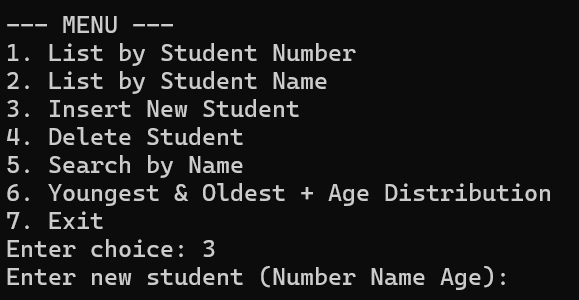 --- MENU ---
1. List by Student Number
2. List by Student Name
3. Insert New Student
4. Delete Student
5. Search by Name
6. Youngest & Oldest + Age Distribution
7. Exit
Enter choice: 3
Enter new student (Number Name Age):